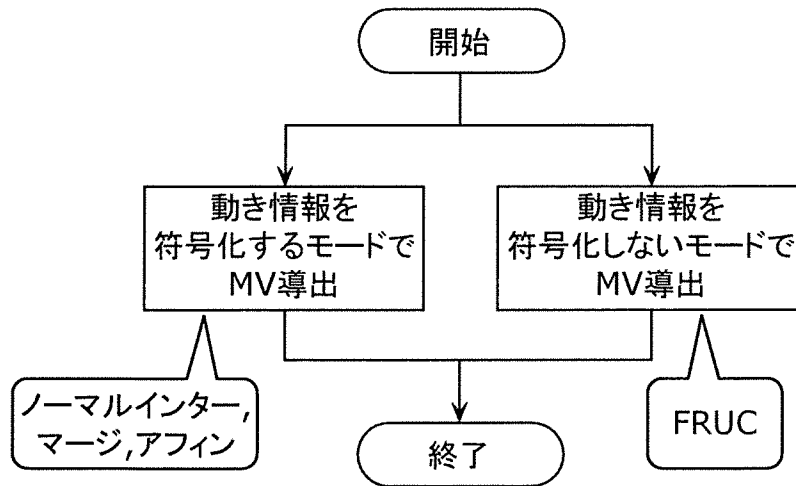 開始
動き情報を
符号化するモードで
MV導出
動き情報を
符号化しないモードで
MV導出
ノーマルインター,
マージ,アフィン
FRUC
終了